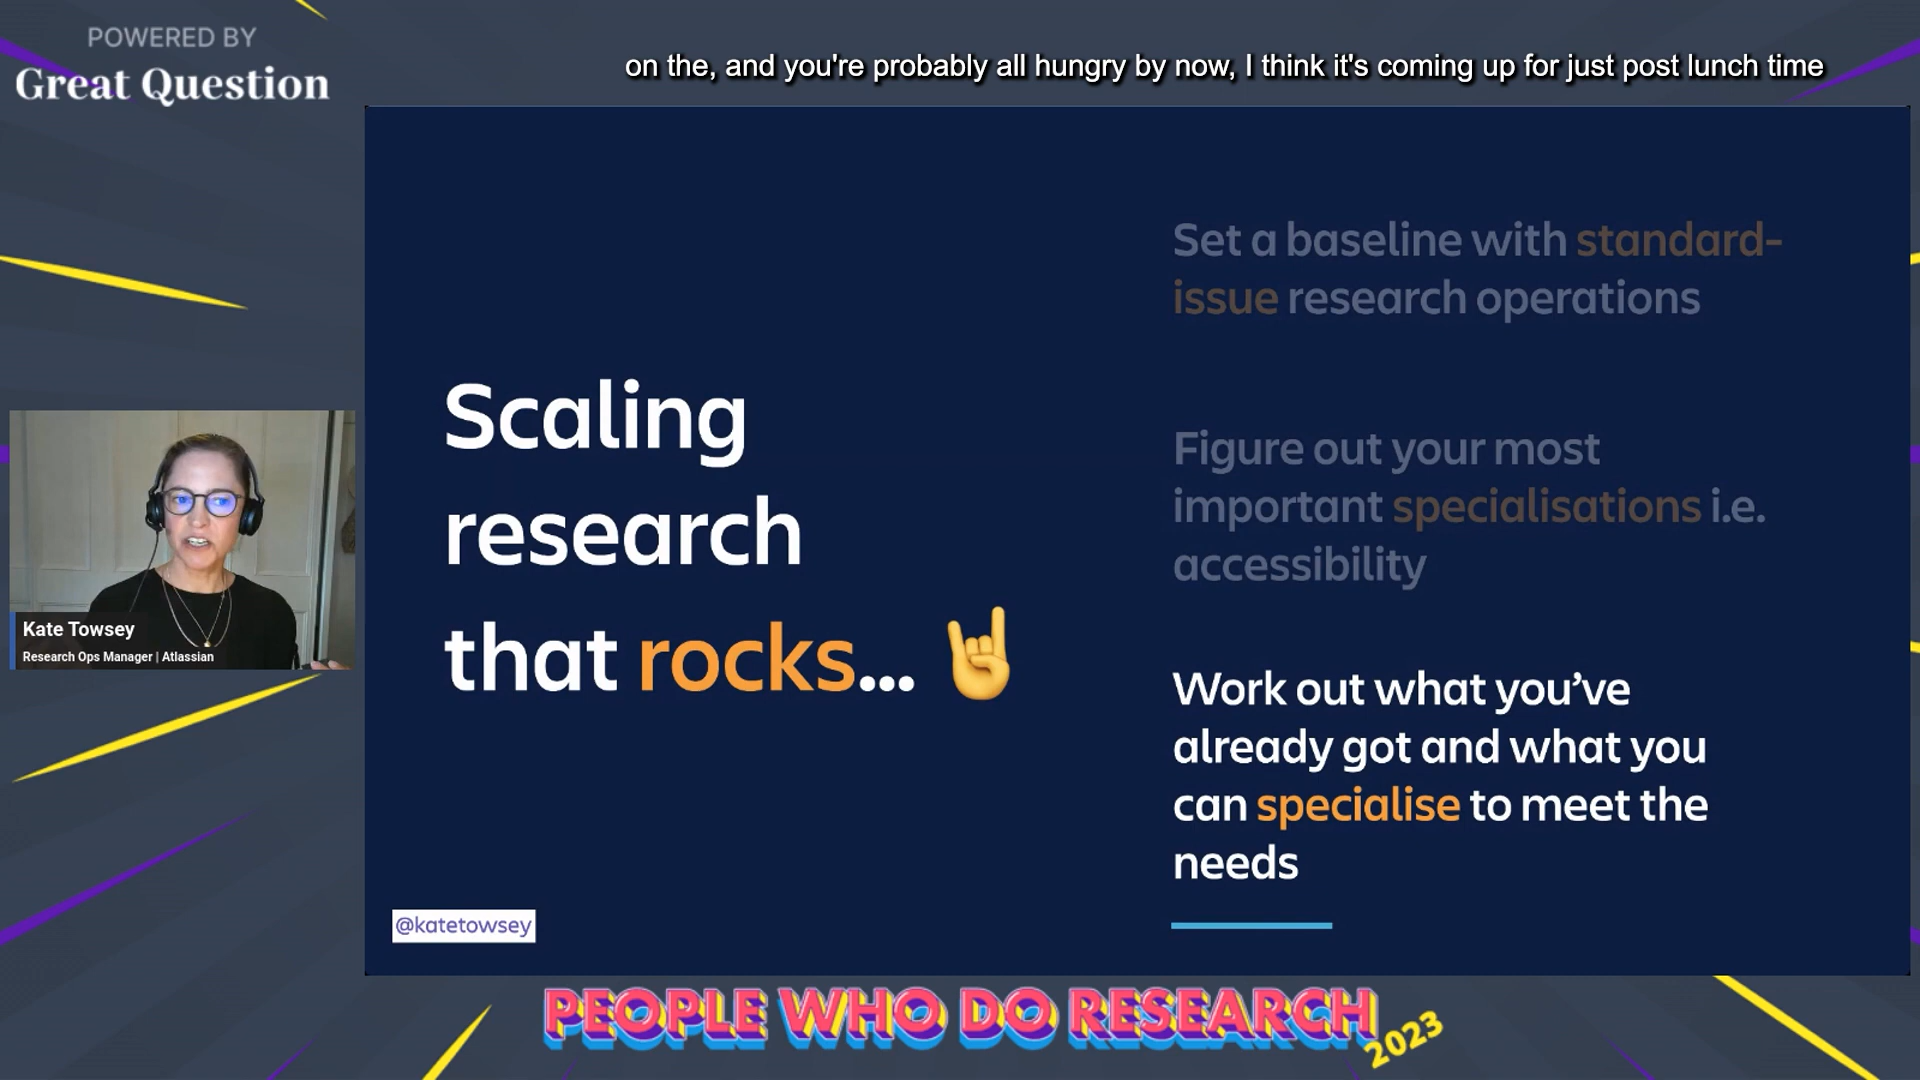 POWERED BY
Great Question
on the, and you're probably all hungry by now, I think it's coming up for just post lunch time
Scaling
research
that rocks... 🤘
Set a baseline with standard-
issue research operations
Figure out your most
important specialisations i.e.
accessibility
Work out what you’ve
already got and what you
can specialise to meet the
needs
Kate Towsey
Research Ops Manager | Atlassian
@katetowsey
PEOPLE WHO DO RESEARCH
2023